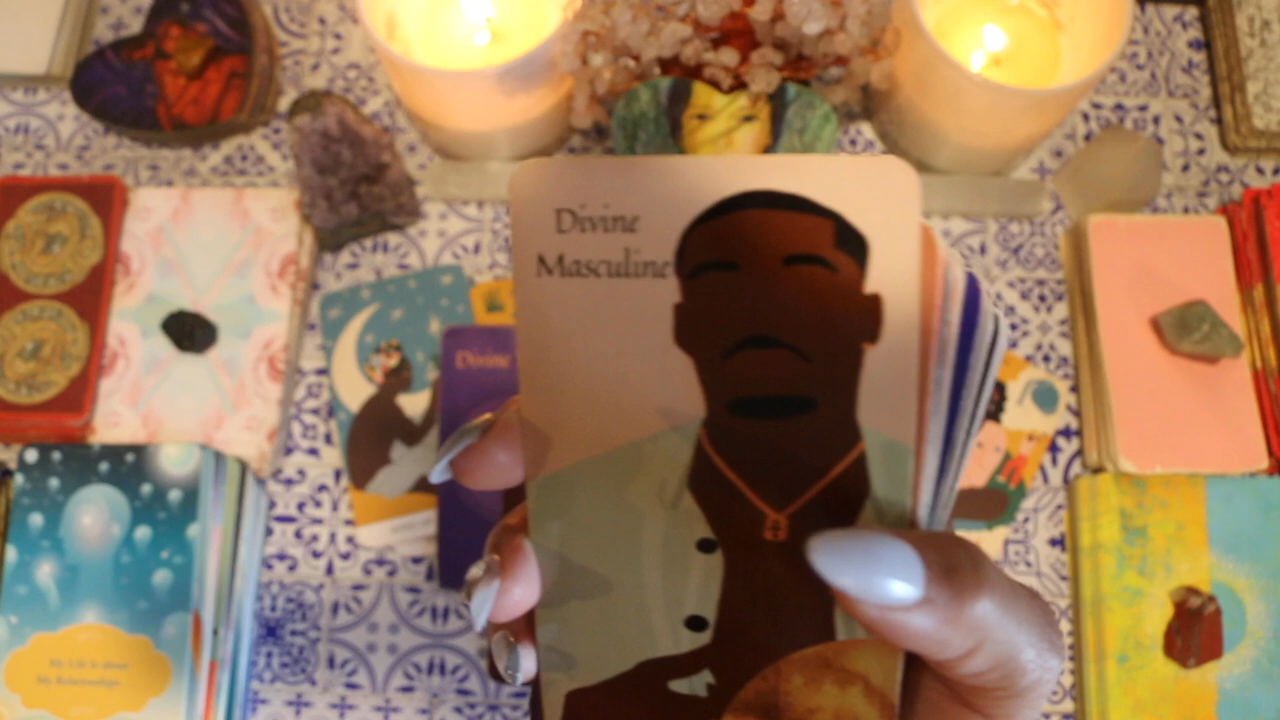 Divine
Masculine
Divine
My Life Is about
My Relationships